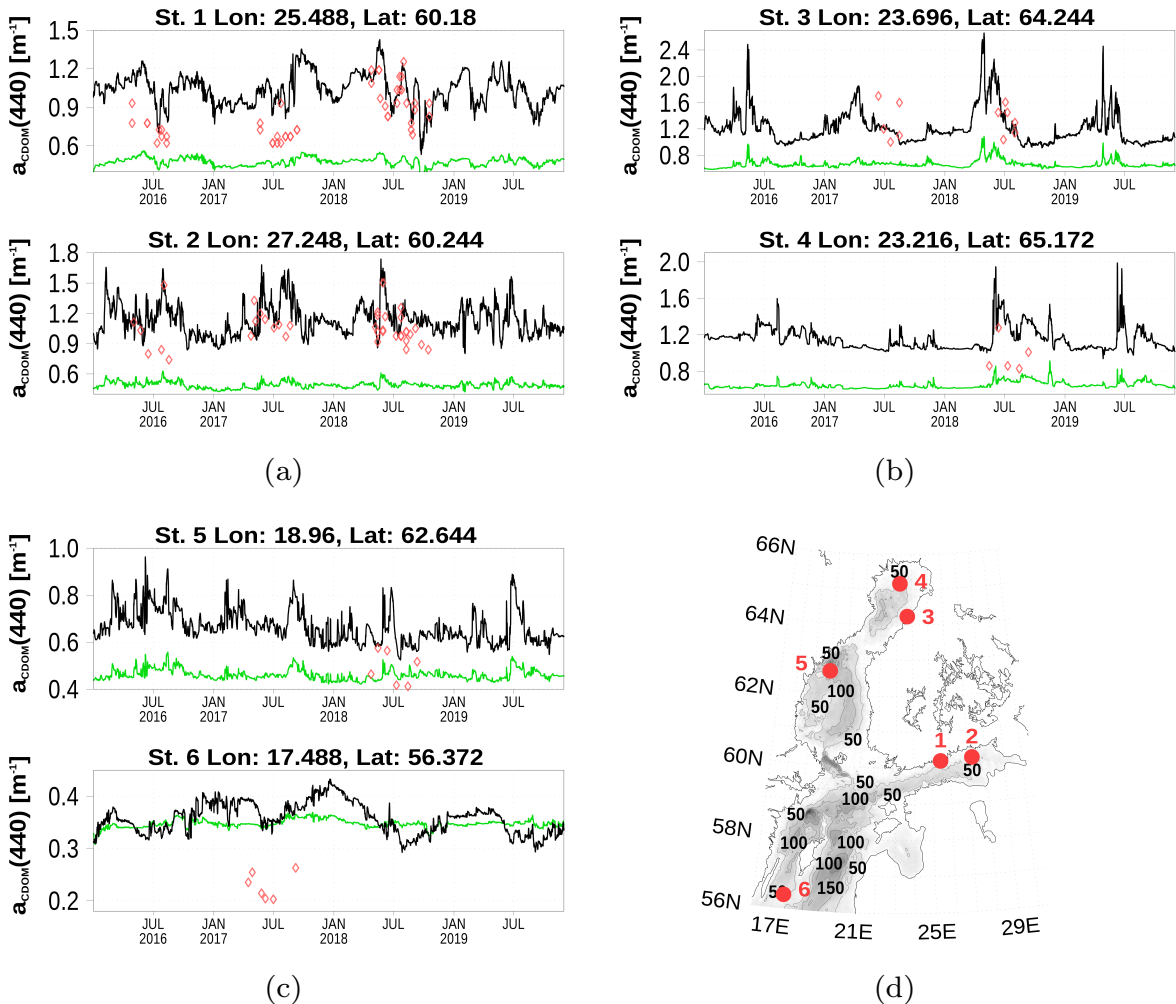 St. 1 Lon: 25.488, Lat: 60.18
aCDOM(440) [m-1]
1.5
1.2
0.9
0.6
JUL JAN JUL JAN JUL JAN JUL
2016 2017 2018 2019
St. 2 Lon: 27.248, Lat: 60.244
aCDOM(440) [m-1]
1.8
1.5
1.2
0.9
0.6
JUL JAN JUL JAN JUL JAN JUL
2016 2017 2018 2019
(a)
St. 3 Lon: 23.696, Lat: 64.244
aCDOM(440) [m-1]
2.4
2.0
1.6
1.2
0.8
JUL JAN JUL JAN JUL JAN JUL
2016 2017 2018 2019
St. 4 Lon: 23.216, Lat: 65.172
aCDOM(440) [m-1]
2.0
1.6
1.2
0.8
JUL JAN JUL JAN JUL JAN JUL
2016 2017 2018 2019
(b)
St. 5 Lon: 18.96, Lat: 62.644
aCDOM(440) [m-1]
1.0
0.8
0.6
0.4
JUL JAN JUL JAN JUL JAN JUL
2016 2017 2018 2019
St. 6 Lon: 17.488, Lat: 56.372
aCDOM(440) [m-1]
0.4
0.3
0.2
JUL JAN JUL JAN JUL JAN JUL
2016 2017 2018 2019
(c)
66N
50
4
64N
3
50
5
62N
100
50
50
1 2
60N
50
50
100 50
50
58N
100 100
100 50
50 6 150
56N
17E 21E 25E 29E
(d)